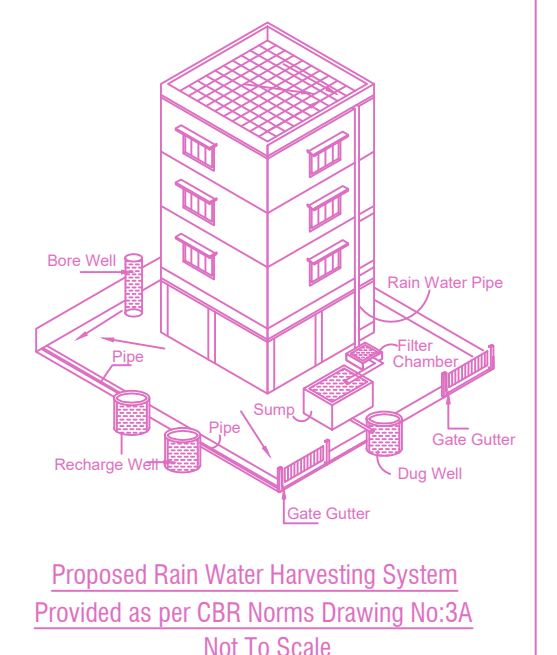 Bore Well
Rain Water Pipe
Pipe
Filter
Chamber
Sump
Pipe
Gate Gutter
Recharge Well
Dug Well
Gate Gutter
Proposed Rain Water Harvesting System
Provided as per CBR Norms Drawing No:3A
Not To Scale